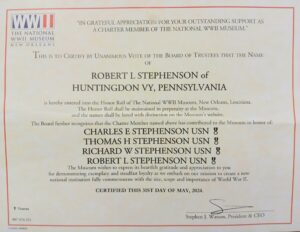 WWII
THE NATIONAL
WWII MUSEUM
NEW ORLEANS
"IN GRATEFUL APPRECIATION FOR YOUR OUTSTANDING SUPPORT AS
A CHARTER MEMBER OF THE NATIONAL WWII MUSEUM."
THIS IS TO CERTIFY BY UNANIMOUS VOTE OF THE BOARD OF TRUSTEES THAT THE NAME
OF
ROBERT L STEPHENSON of
HUNTINGDON VY, PENNSYLVANIA
is hereby entered into the Honor Roll of The National WWII Museum, New Orleans, Louisiana.
The Honor Roll shall be maintained in perpetuity at the Museum,
and the names shall be listed with distinction on the Museum's website.
The Board further recognizes that the Charter Member named above has contributed to the Museum in honor of:
CHARLES E STEPHENSON USN
THOMAS H STEPHENSON USN
RICHARD W STEPHENSON USN
ROBERT L STEPHENSON USN
The Museum wishes to express its heartfelt gratitude and appreciation to you
for demonstrating exemplary and steadfast loyalty as we embark on our mission to create a new
national institution fully commensurate with the size, scope and importance of World War II.
CERTIFIED THIS 31ST DAY OF MAY, 2024.
Stephen J. Watson, President & CEO